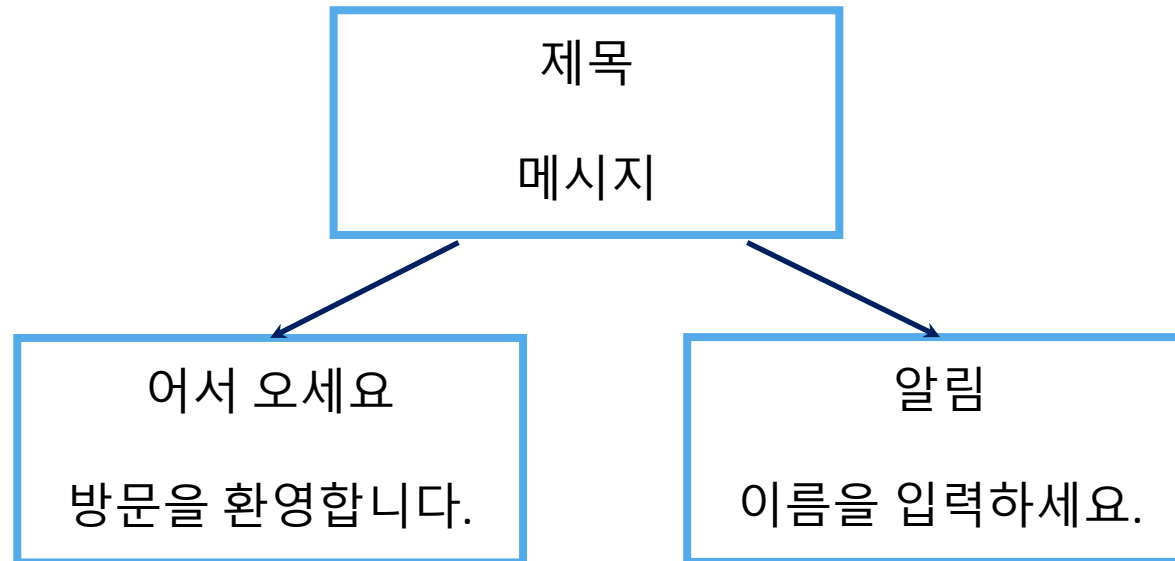 제목
메시지
어서 오세요
방문을 환영합니다.
알림
이름을 입력하세요.